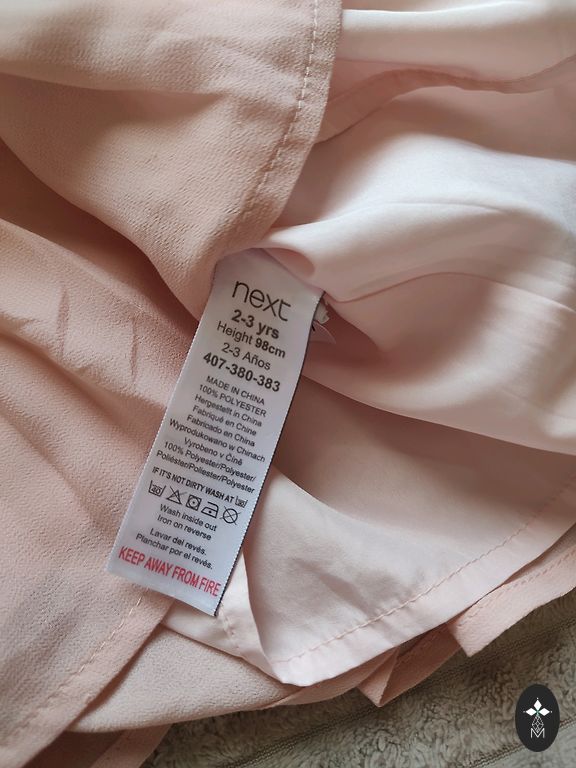 next
2-3 yrs
Height 98cm
2-3 Años
407-380-383
MADE IN CHINA
100% POLYESTER
Hergestellt in China
Fabriqué en Chine
Fabricado en China
Wyprodukowano w Chinach
Vyrobeno v Číně
100% Polyester/Polyester/
Poliéster/Poliester/Polyester
IF IT'S NOT DIRTY WASH AT
Wash inside out
Iron on reverse
Lavar del revés.
Planchar por el revés.
KEEP AWAY FROM FIRE
M